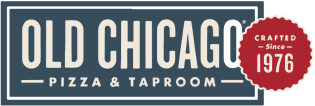 OLD CHICAGO®
PIZZA & TAPROOM
CRAFTED
Since
1976